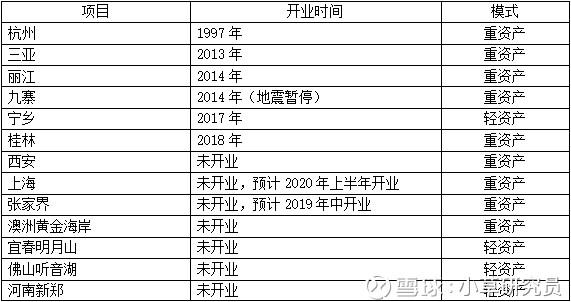 项目 开业时间 模式
杭州 1997 年 重资产
三亚 2013 年 重资产
丽江 2014 年 重资产
九寨 2014 年（地震暂停） 重资产
宁乡 2017 年 轻资产
桂林 2018 年 重资产
西安 未开业 重资产
上海 未开业，预计 2020 年上半年开业 重资产
张家界 未开业，预计 2019 年中开业 重资产
澳洲黄金海岸 未开业 重资产
宜春明月山 未开业 轻资产
佛山听音湖 未开业 轻资产
河南新郑 未开业 轻资产
雪球：小草研究员